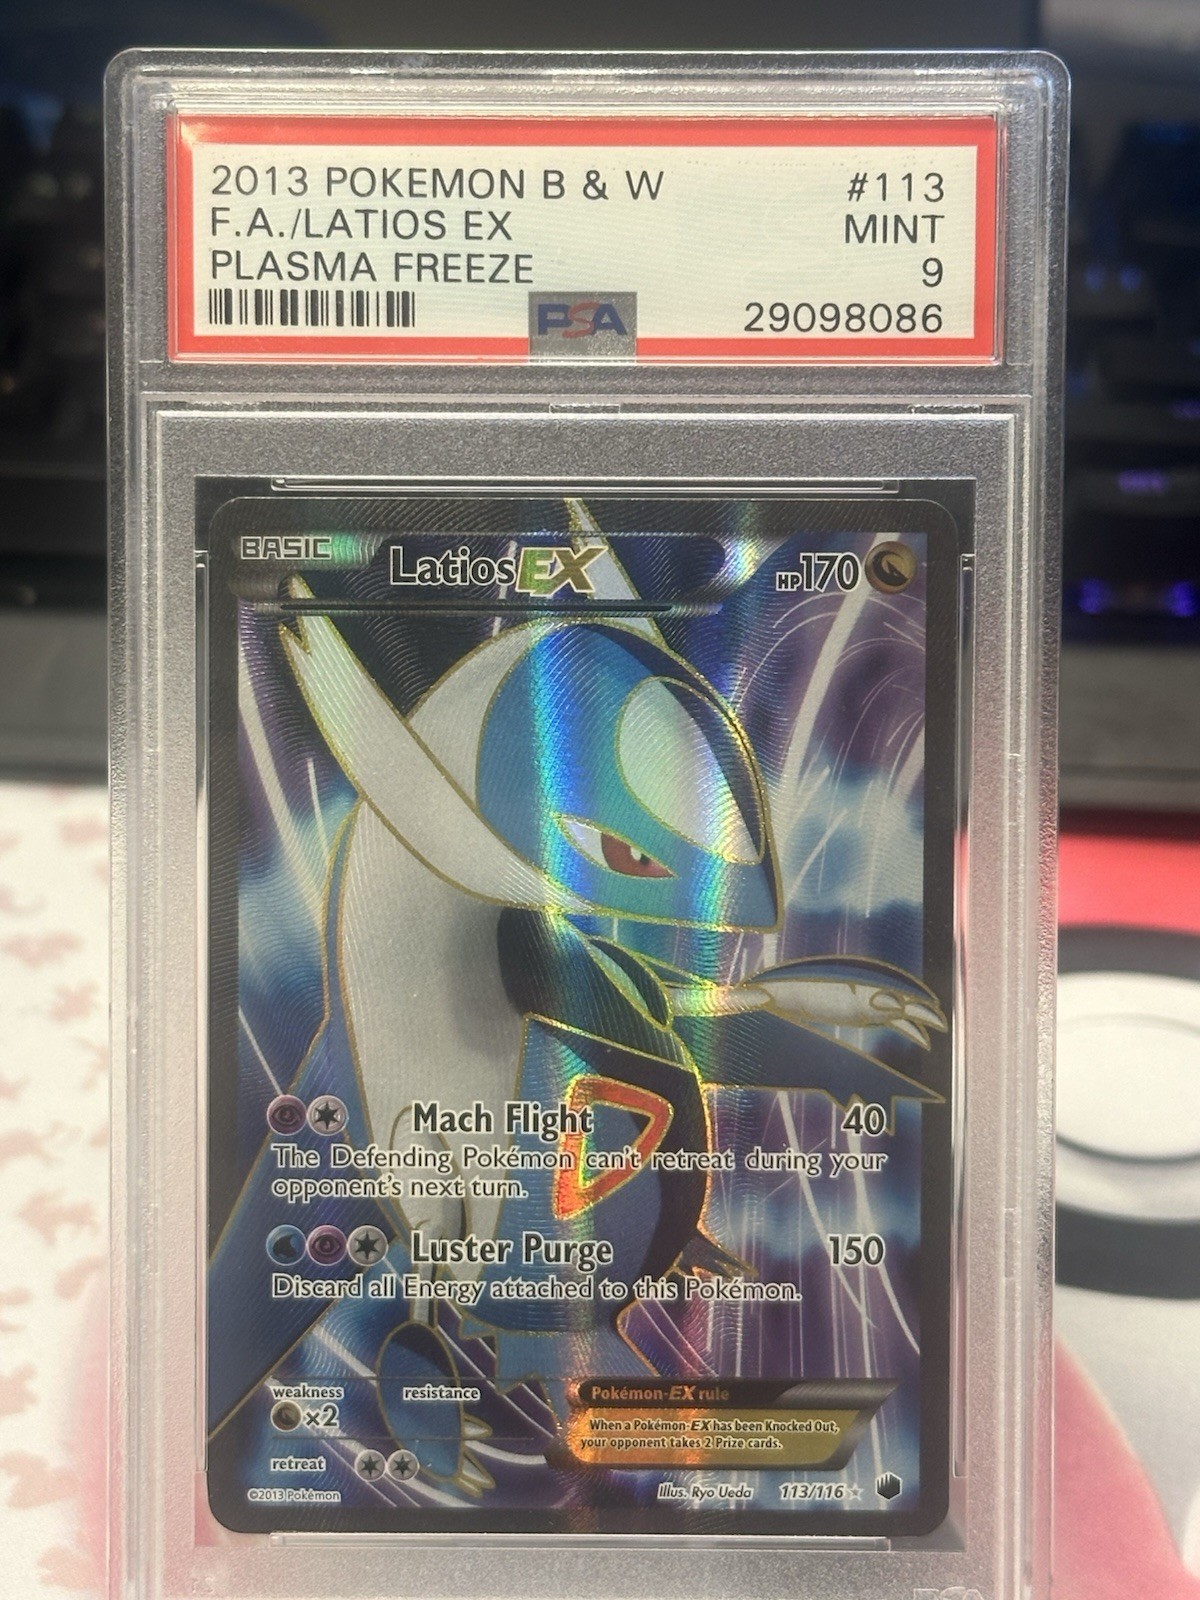 2013 POKEMON B & W #113
F.A./LATIOS EX MINT
PLASMA FREEZE 9
PSA 29098086
BASIC LatiosEX HP170
Mach Flight 40
The Defending Pokémon can't retreat during your
opponent's next turn.
Luster Purge 150
Discard all Energy attached to this Pokémon.
weakness resistance
×2
retreat
Pokémon-EX rule
When a Pokémon-EX has been Knocked Out,
your opponent takes 2 Prize cards.
©2013 Pokémon Illus. Ryo Ueda 113/116
PSA